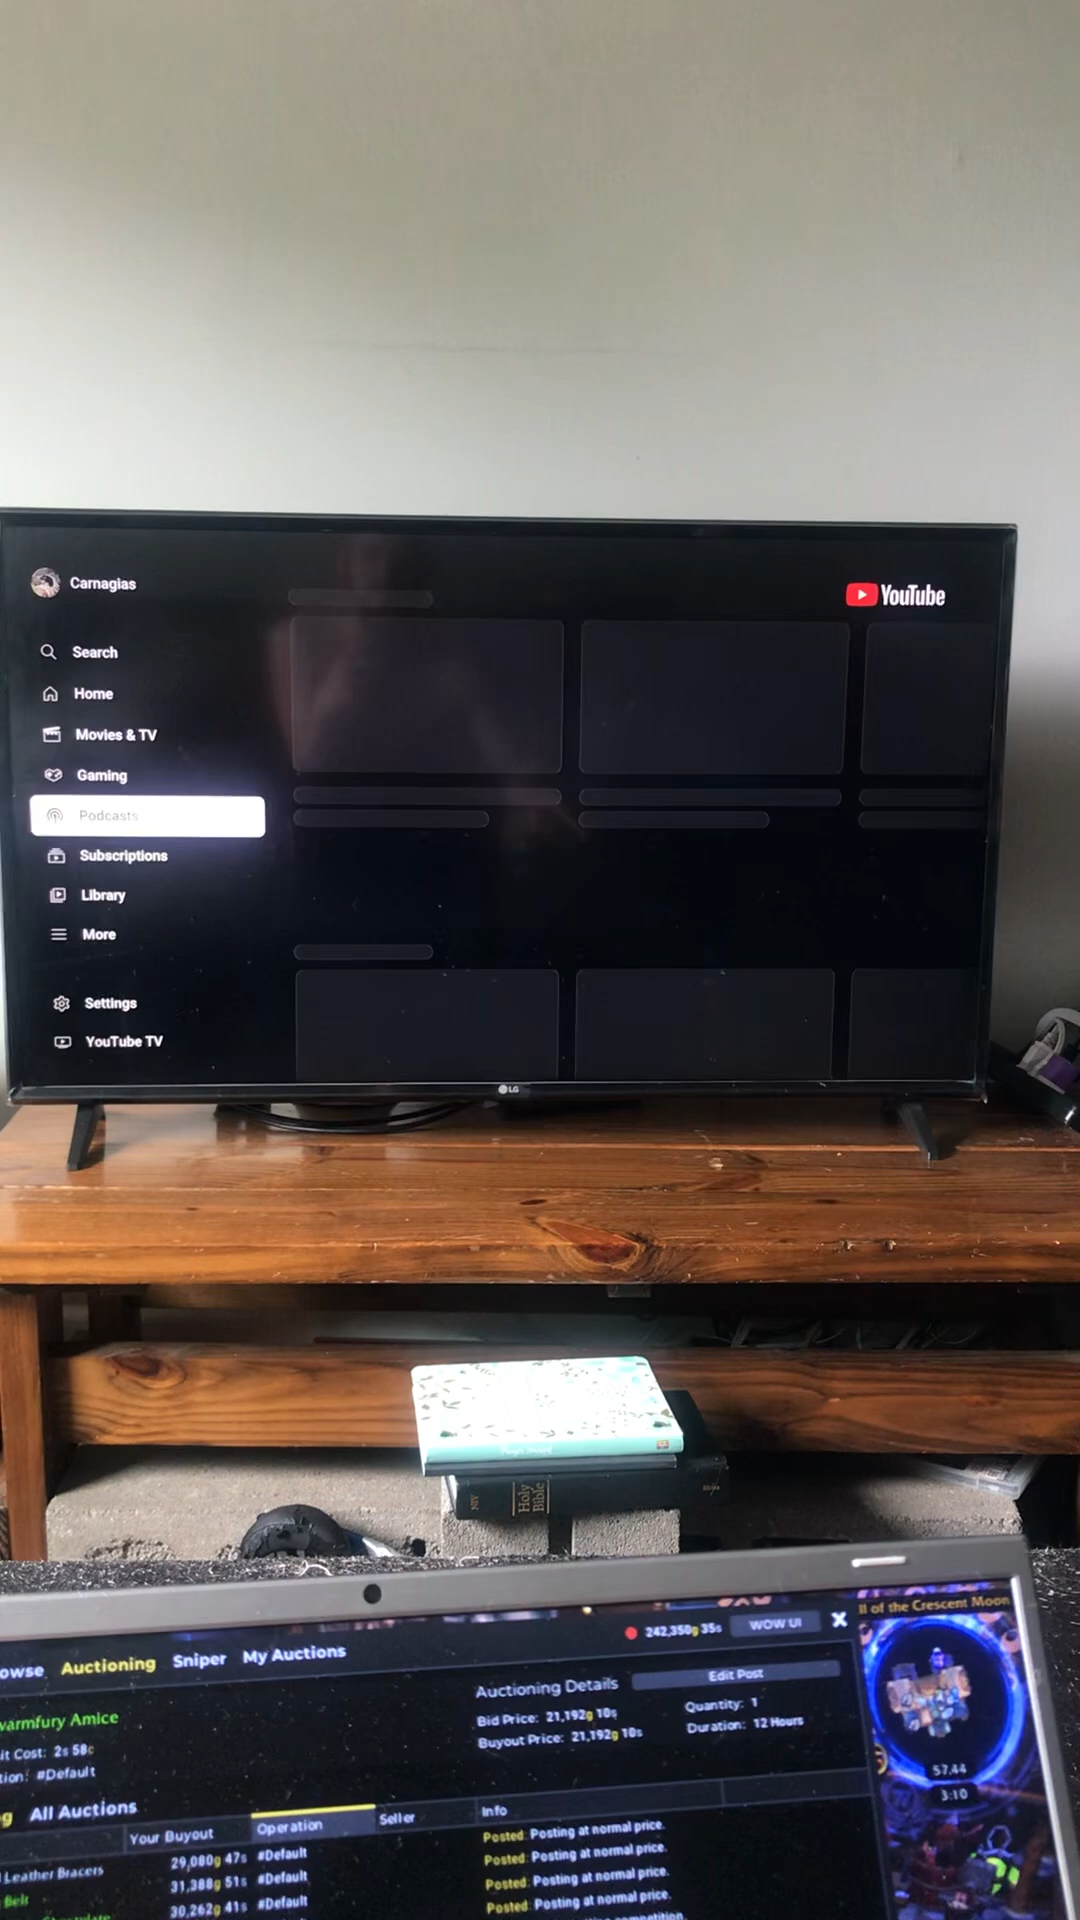 Carnagias
YouTube
Search
Home
Movies & TV
Gaming
Podcasts
Subscriptions
Library
More
Settings
YouTube TV
LG
NIV
Holy
Bible
ll of the Crescent Moon
242,350g 35s
WOW UI
owse
Auctioning
Sniper
My Auctions
Auctioning Details
Edit Post
warmfury Amice
Bid Price: 21,192g 10s
Quantity: 1
it Cost: 2s 58c
Buyout Price: 21,192g 10s
Duration: 12 Hours
tion: #Default
57.44
3:10
g
All Auctions
Your Buyout
Operation
Seller
Info
Leather Bracers
29,080g 47s
#Default
Posted: Posting at normal price.
Belt
31,388g 51s
#Default
Posted: Posting at normal price.
30,262g 41s
#Default
Posted: Posting at normal price.
Posted: Posting at normal price.